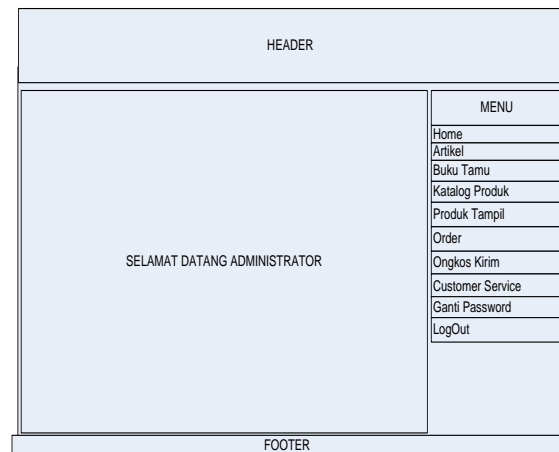 HEADER
MENU
Home
Artikel
Buku Tamu
Katalog Produk
Produk Tampil
Order
SELAMAT DATANG ADMINISTRATOR
Ongkos Kirim
Customer Service
Ganti Password
LogOut
FOOTER